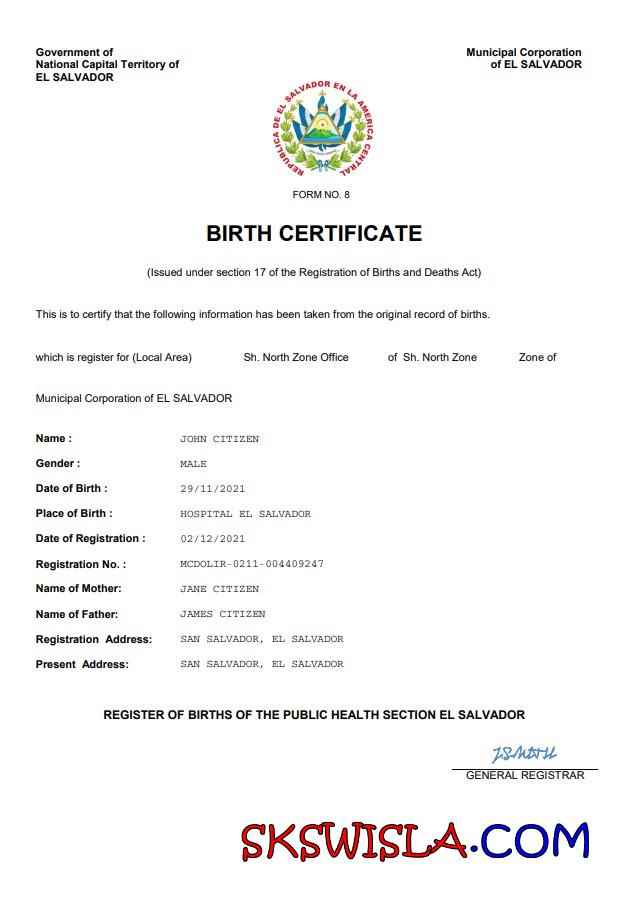 Government of
National Capital Territory of
EL SALVADOR
Municipal Corporation
of EL SALVADOR
REPUBLICA DE EL SALVADOR EN LA AMERICA CENTRAL
FORM NO. 8
BIRTH CERTIFICATE
(Issued under section 17 of the Registration of Births and Deaths Act)
This is to certify that the following information has been taken from the original record of births.
which is register for (Local Area) Sh. North Zone Office of Sh. North Zone Zone of
Municipal Corporation of EL SALVADOR
Name : JOHN CITIZEN
Gender : MALE
Date of Birth : 29/11/2021
Place of Birth : HOSPITAL EL SALVADOR
Date of Registration : 02/12/2021
Registration No. : MCDOLIR-0211-004409247
Name of Mother: JANE CITIZEN
Name of Father: JAMES CITIZEN
Registration Address: SAN SALVADOR, EL SALVADOR
Present Address: SAN SALVADOR, EL SALVADOR
REGISTER OF BIRTHS OF THE PUBLIC HEALTH SECTION EL SALVADOR
GENERAL REGISTRAR
SKSWISLA.COM